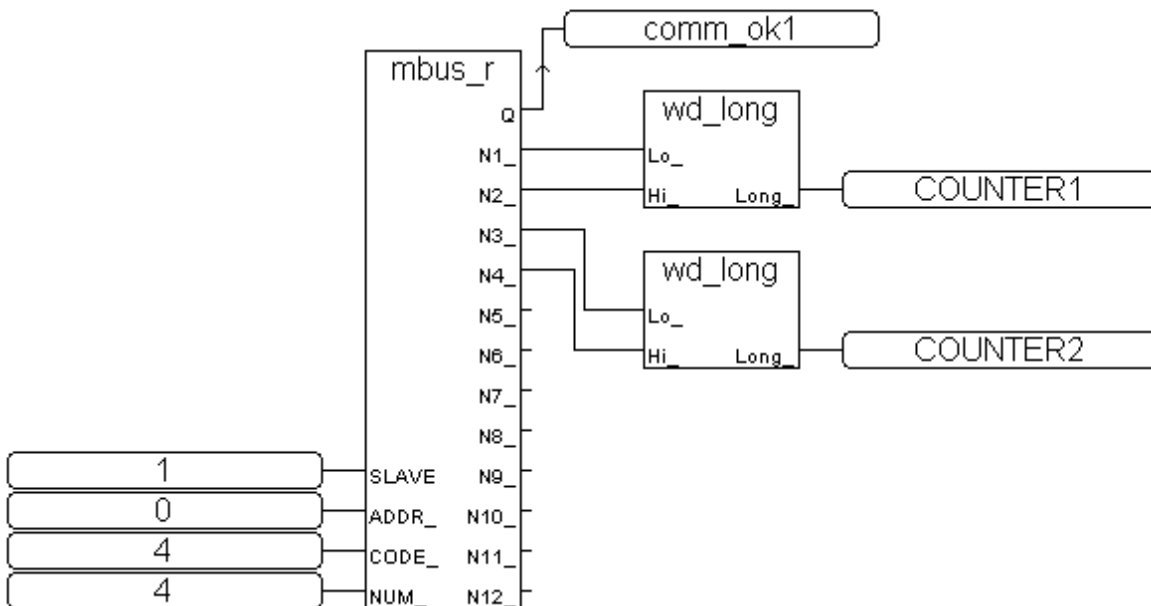 comm_ok1
mbus_r
Q
wd_long
N1_
Lo_
N2_
Hi_ Long_
COUNTER1
N3_
wd_long
N4_
N5_
Lo_
N6_
Hi_ Long_
COUNTER2
N7_
N8_
1
SLAVE N9_
0
ADDR_ N10_
4
CODE_ N11_
4
NUM_ N12_